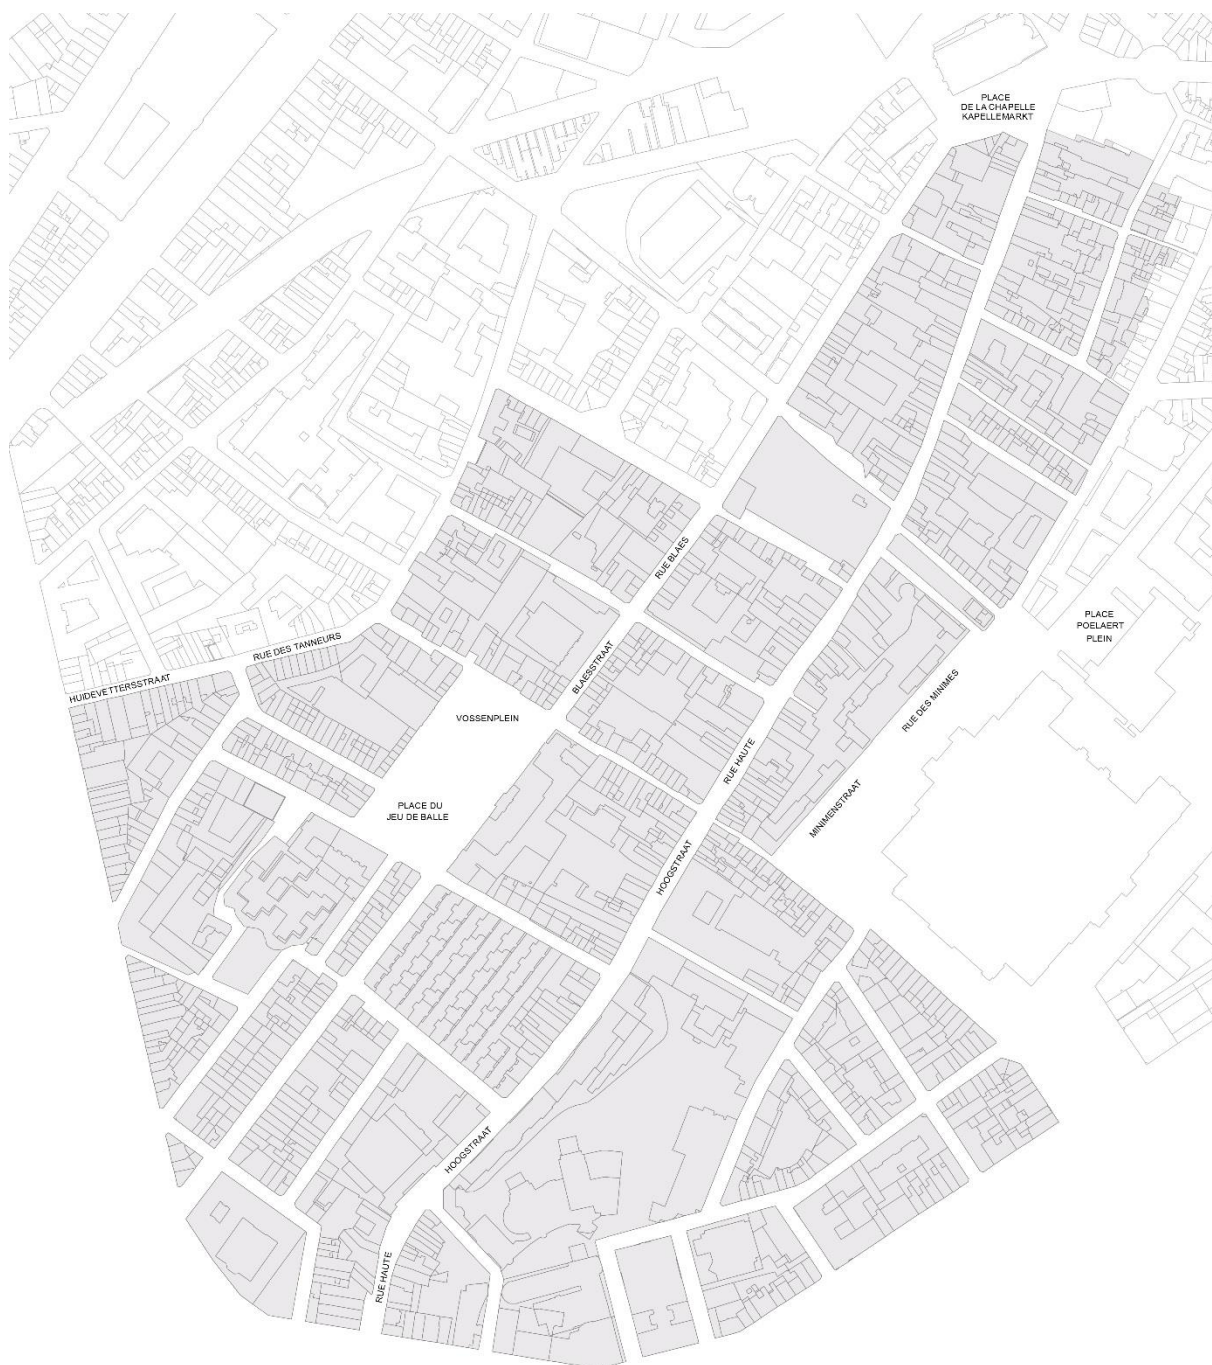 PLACE
DE LA CHAPELLE
KAPELLEMARKT
RUE BLAES
PLACE
POELAERT
PLEIN
RUE DES TANNEURS
BLAESSTRAAT
HUIDEVETTERSSTRAAT
RUE DES MINIMES
VOSSENPLEIN
RUE HAUTE
PLACE DU
JEU DE BALLE
MINIMENSTRAAT
HOOGSTRAAT
HOOGSTRAAT
RUE HAUTE